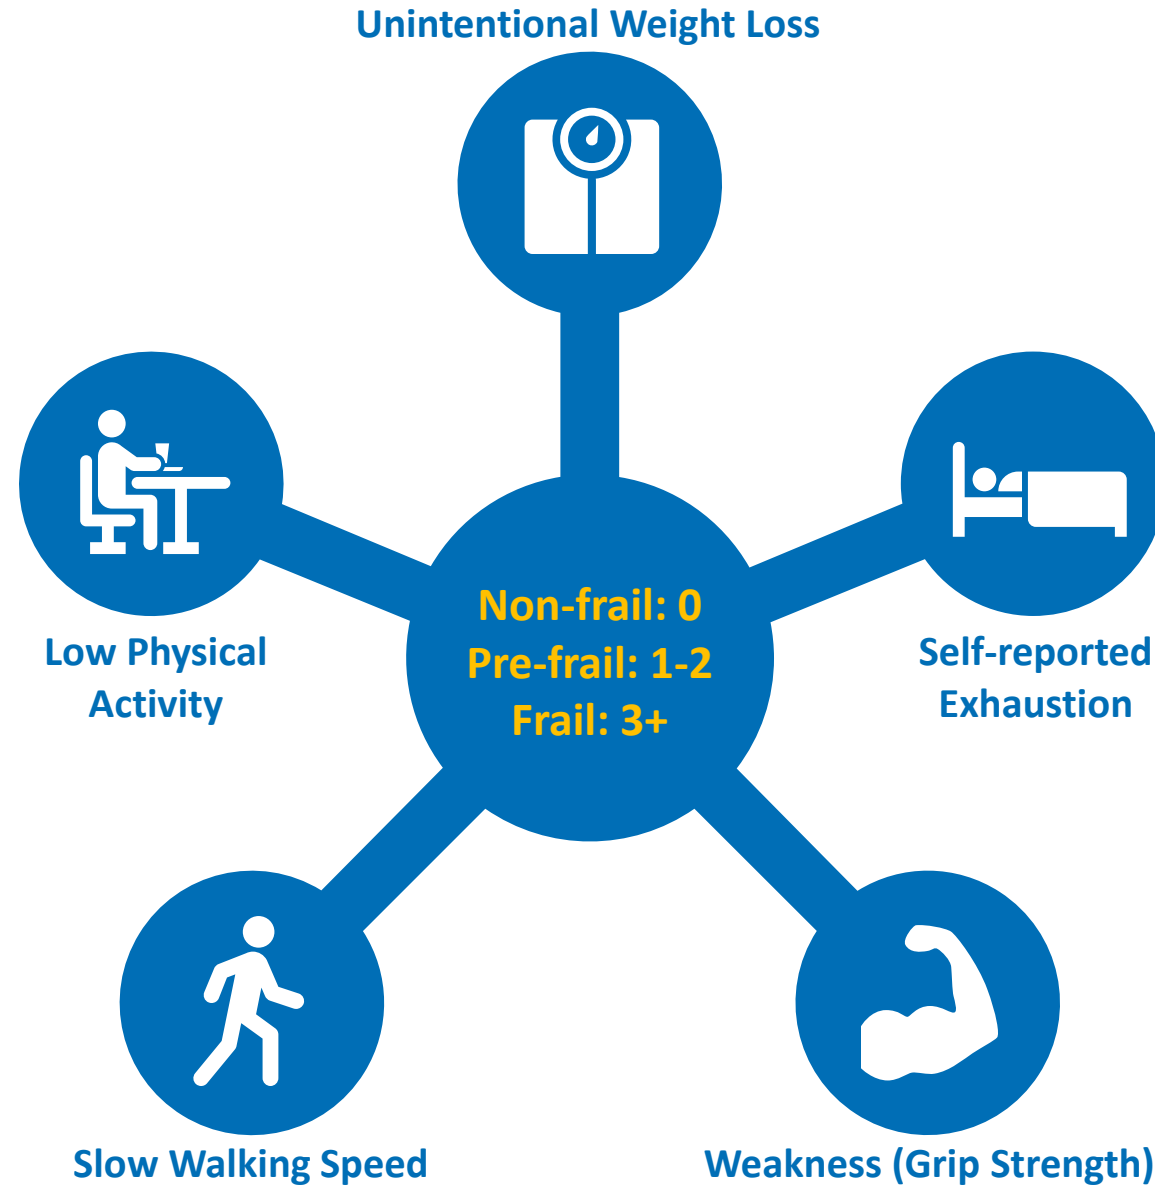 Unintentional Weight Loss
Low Physical
Activity
Non-frail: 0
Pre-frail: 1-2
Frail: 3+
Self-reported
Exhaustion
Slow Walking Speed
Weakness (Grip Strength)